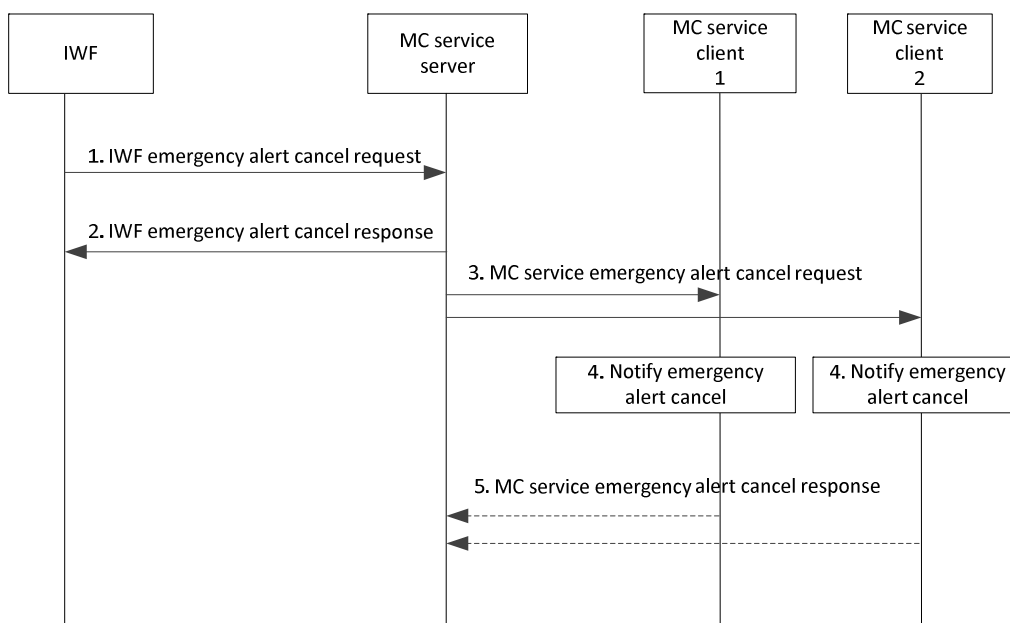 IWF
MC service
server
MC service
client
1
MC service
client
2
1. IWF emergency alert cancel request
2. IWF emergency alert cancel response
3. MC service emergency alert cancel request
4. Notify emergency
alert cancel
4. Notify emergency
alert cancel
5. MC service emergency alert cancel response